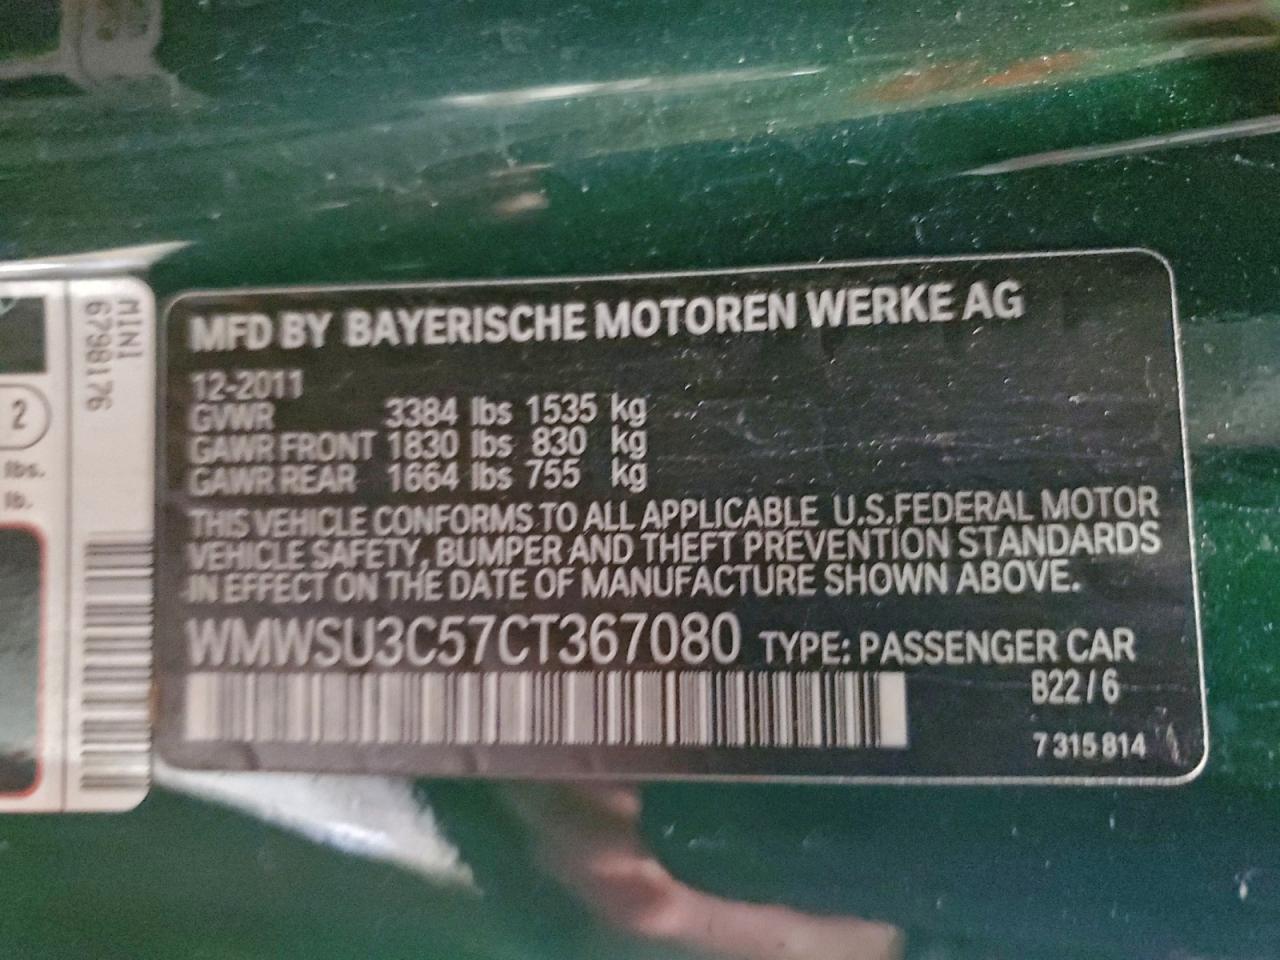 MINI
6798176
2
lbs.
lb.
MFD BY BAYERISCHE MOTOREN WERKE AG
12-2011
GVWR 3384 lbs 1535 kg
GAWR FRONT 1830 lbs 830 kg
GAWR REAR 1664 lbs 755 kg
THIS VEHICLE CONFORMS TO ALL APPLICABLE U.S.FEDERAL MOTOR
VEHICLE SAFETY, BUMPER AND THEFT PREVENTION STANDARDS
IN EFFECT ON THE DATE OF MANUFACTURE SHOWN ABOVE.
WMWSU3C57CT367080 TYPE: PASSENGER CAR
B22/6
7 315 814